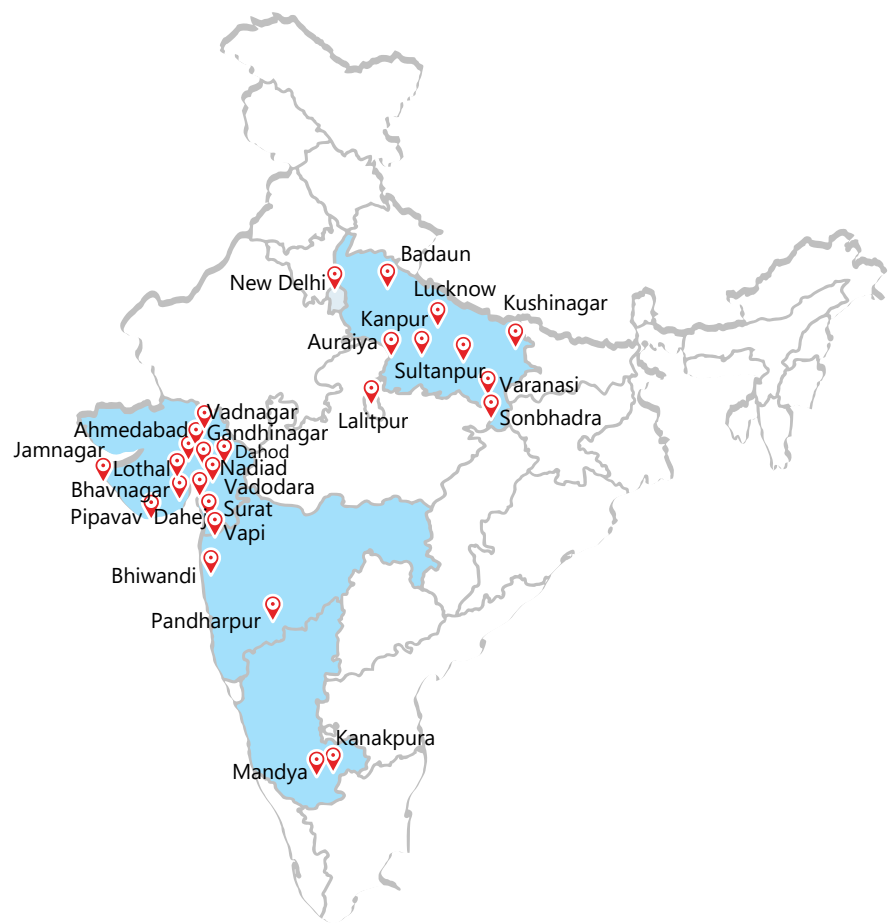 Badaun
New Delhi
Lucknow
Kushinagar
Kanpur
Auraiya
Sultanpur
Varanasi
Lalitpur
Sonbhadra
Vadnagar
Ahmedabad
Gandhinagar
Jamnagar
Dahod
Lothal
Nadiad
Bhavnagar
Vadodara
Surat
Pipavav
Dahej
Vapi
Bhiwandi
Pandharpur
Kanakpura
Mandya